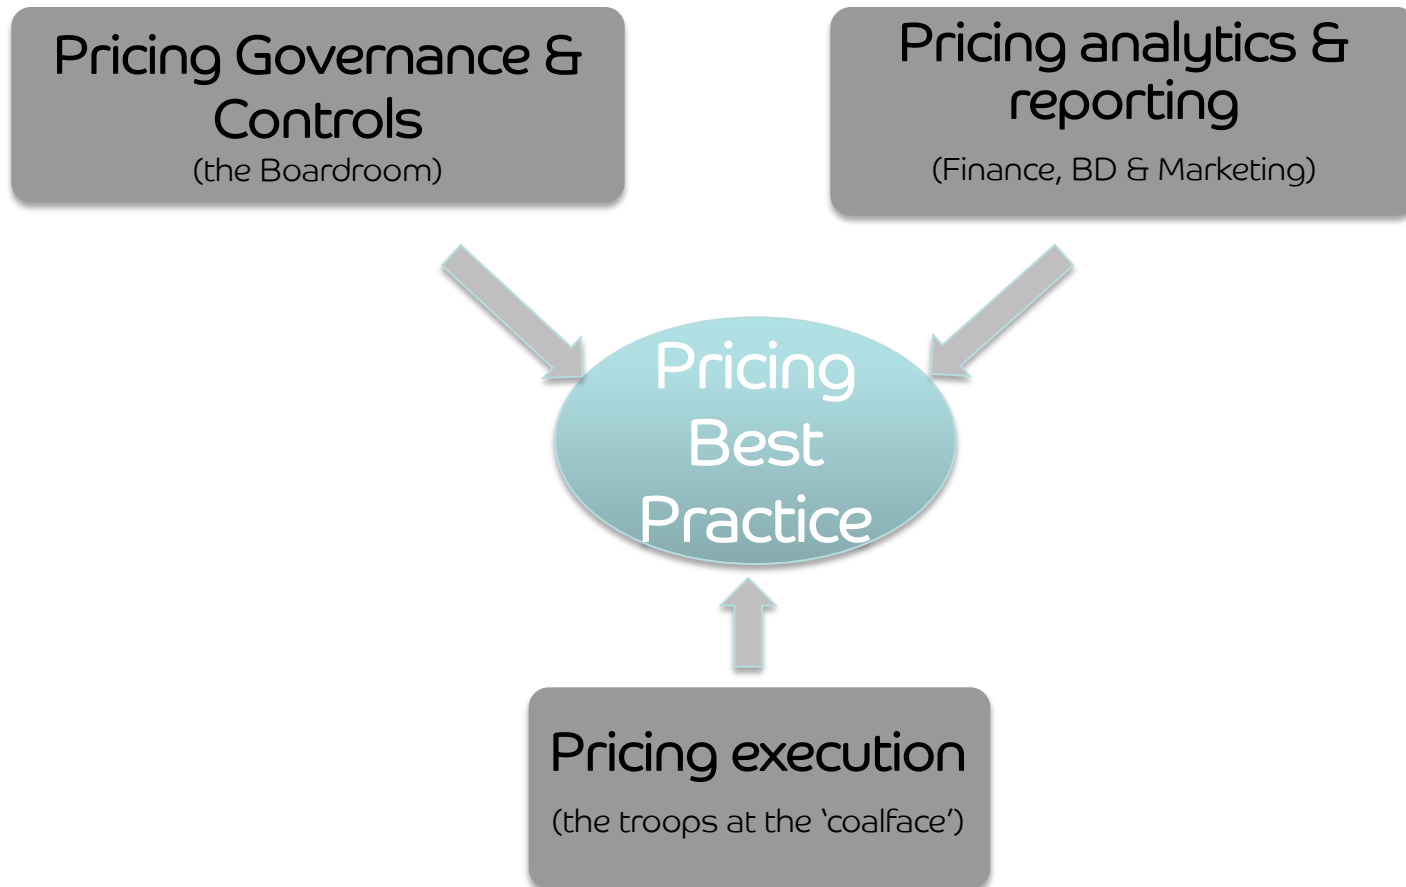 Pricing Governance &
Controls
(the Boardroom)
Pricing analytics &
reporting
(Finance, BD & Marketing)
Pricing
Best
Practice
Pricing execution
(the troops at the ‘coalface’)